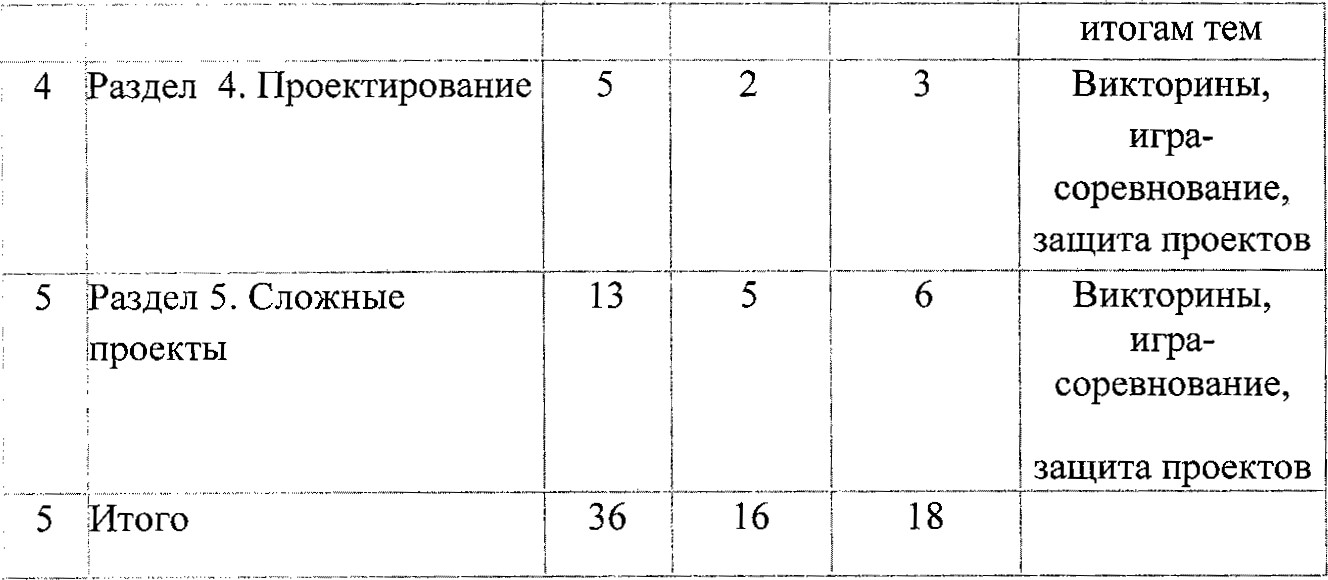 итогам тем
4 Раздел 4. Проектирование 5 2 3 Викторины,
игра-
соревнование,
защита проектов
5 Раздел 5. Сложные 13 5 6 Викторины,
проекты игра-
соревнование,
защита проектов
5 Итого 36 16 18